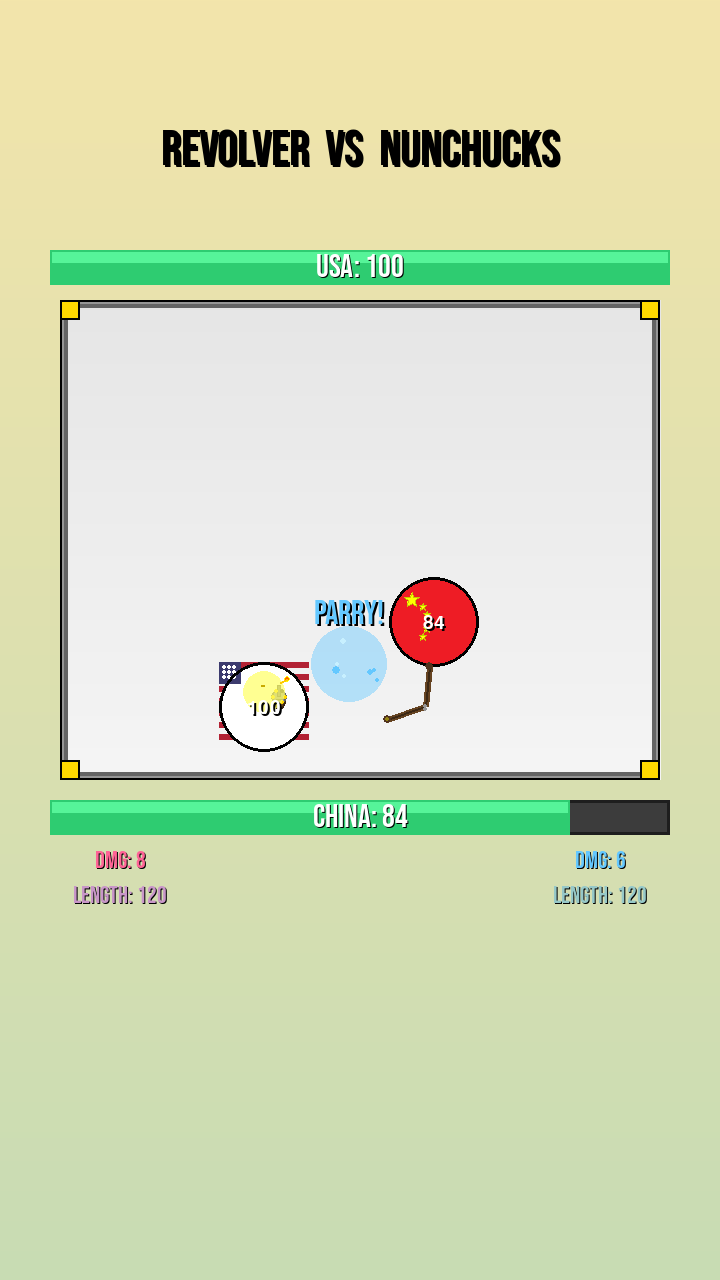 REVOLVER VS NUNCHUCKS
USA: 100
PARRY!
84
100
CHINA: 84
DMG: 8
DMG: 6
LENGTH: 120
LENGTH: 120